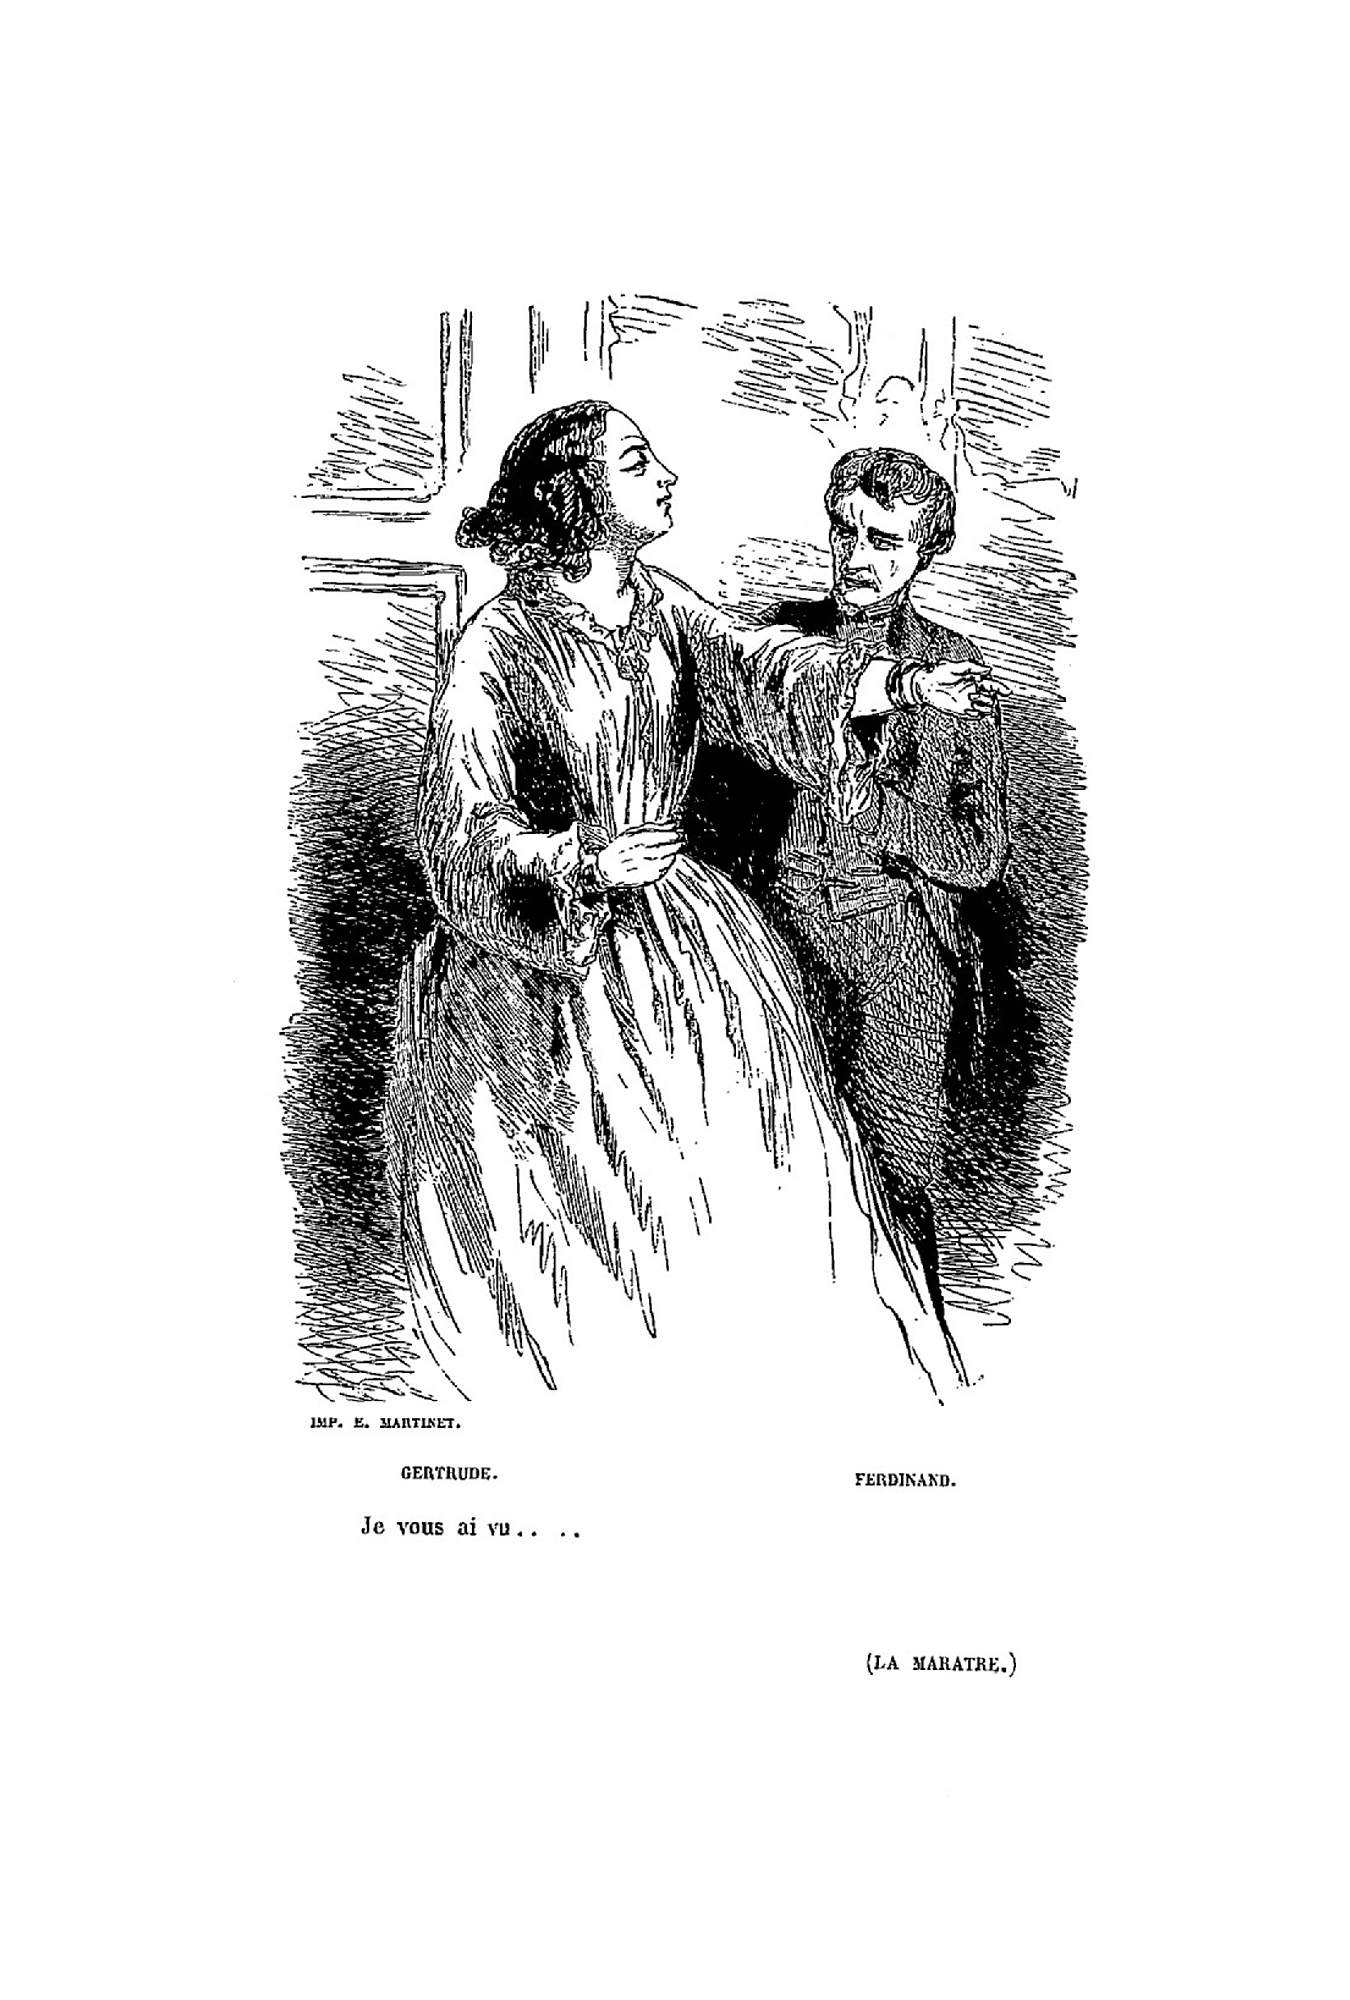 IMP. E. MARTINET.
GERTRUDE. FERDINAND.
Je vous ai vu.. ..
(LA MARATRE.)